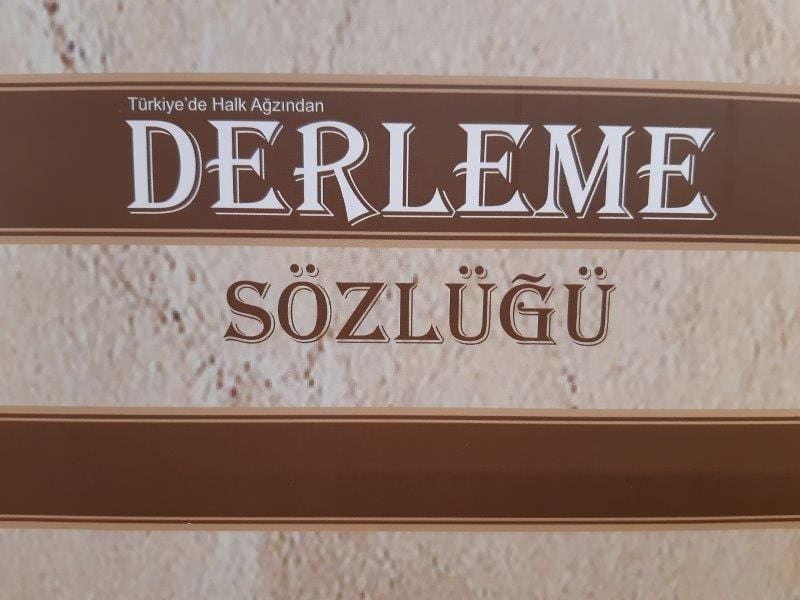 Türkiye'de Halk Ağzından
DERLEME
SÖZLÜĞÜ